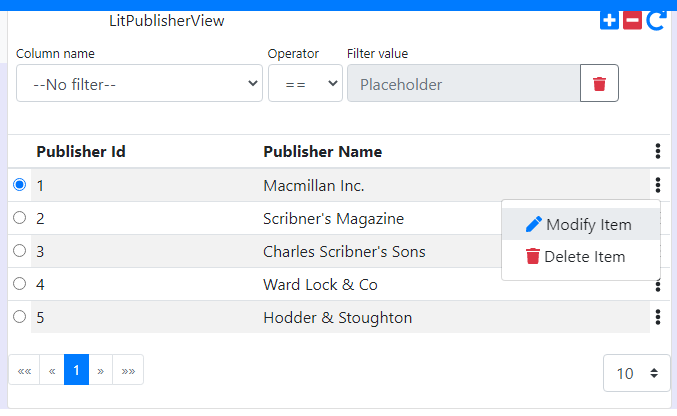 LitPublisherView
Column name Operator Filter value
--No filter-- == Placeholder
Publisher Id Publisher Name
1 Macmillan Inc.
2 Scribner's Magazine
Modify Item
3 Charles Scribner's Sons
Delete Item
4 Ward Lock & Co
5 Hodder & Stoughton
«« « 1 » »» 10